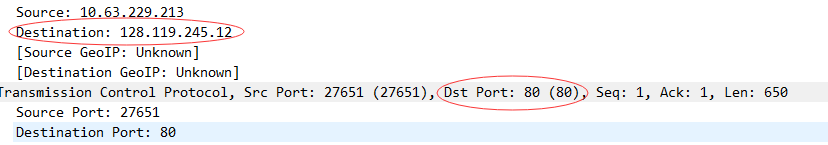 Source: 10.63.229.213
Destination: 128.119.245.12
[Source GeoIP: Unknown]
[Destination GeoIP: Unknown]
Transmission Control Protocol, Src Port: 27651 (27651), Dst Port: 80 (80), Seq: 1, Ack: 1, Len: 650
Source Port: 27651
Destination Port: 80